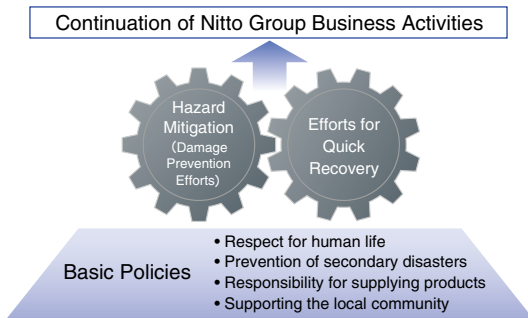 Continuation of Nitto Group Business Activities
Hazard
Mitigation
(Damage
Prevention
Efforts)
Efforts for
Quick
Recovery
Basic Policies
• Respect for human life
• Prevention of secondary disasters
• Responsibility for supplying products
• Supporting the local community